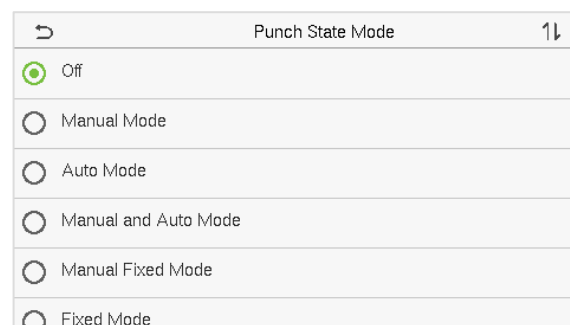 Punch State Mode
Off
Manual Mode
Auto Mode
Manual and Auto Mode
Manual Fixed Mode
Fixed Mode